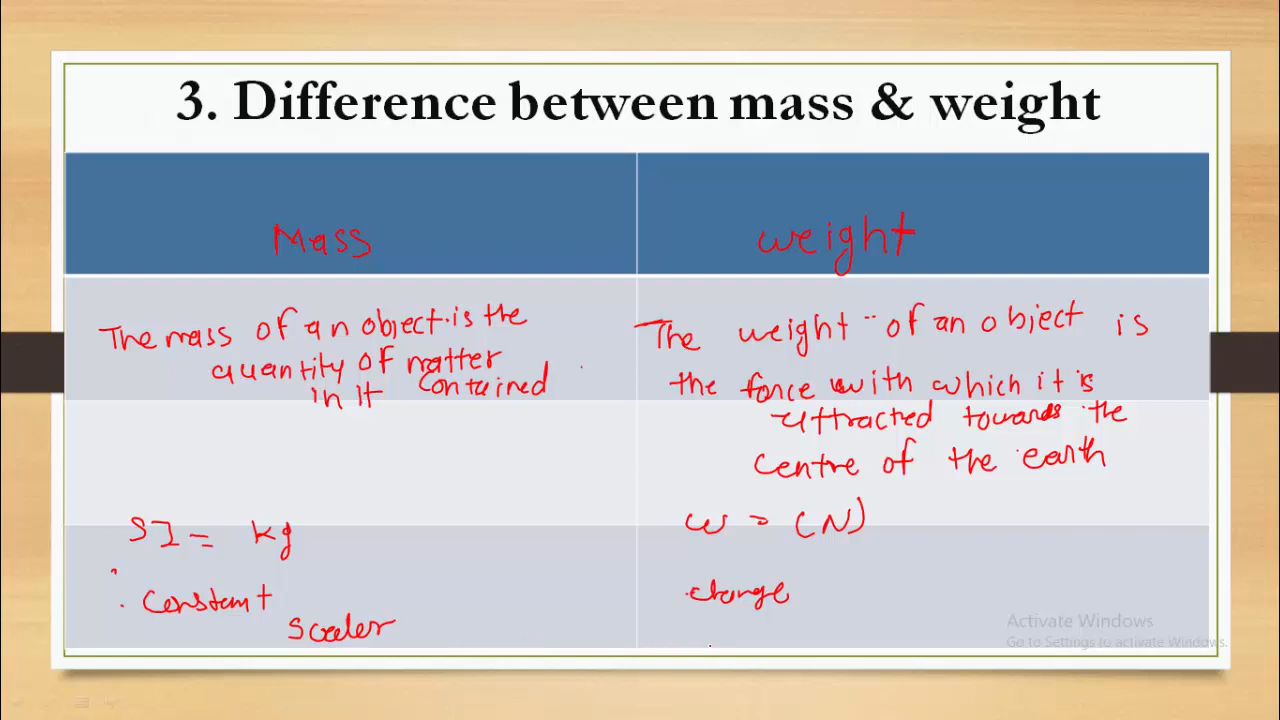 3. Difference between mass & weight
Mass
weight
The mass of an object is the
quantity of matter
contained
in it
The weight of an object is
the force with which it is
attracted towards the
centre of the earth
SI = kg
w = (N)
constant
change
scaler
Activate Windows
Go to Settings to activate Windows.